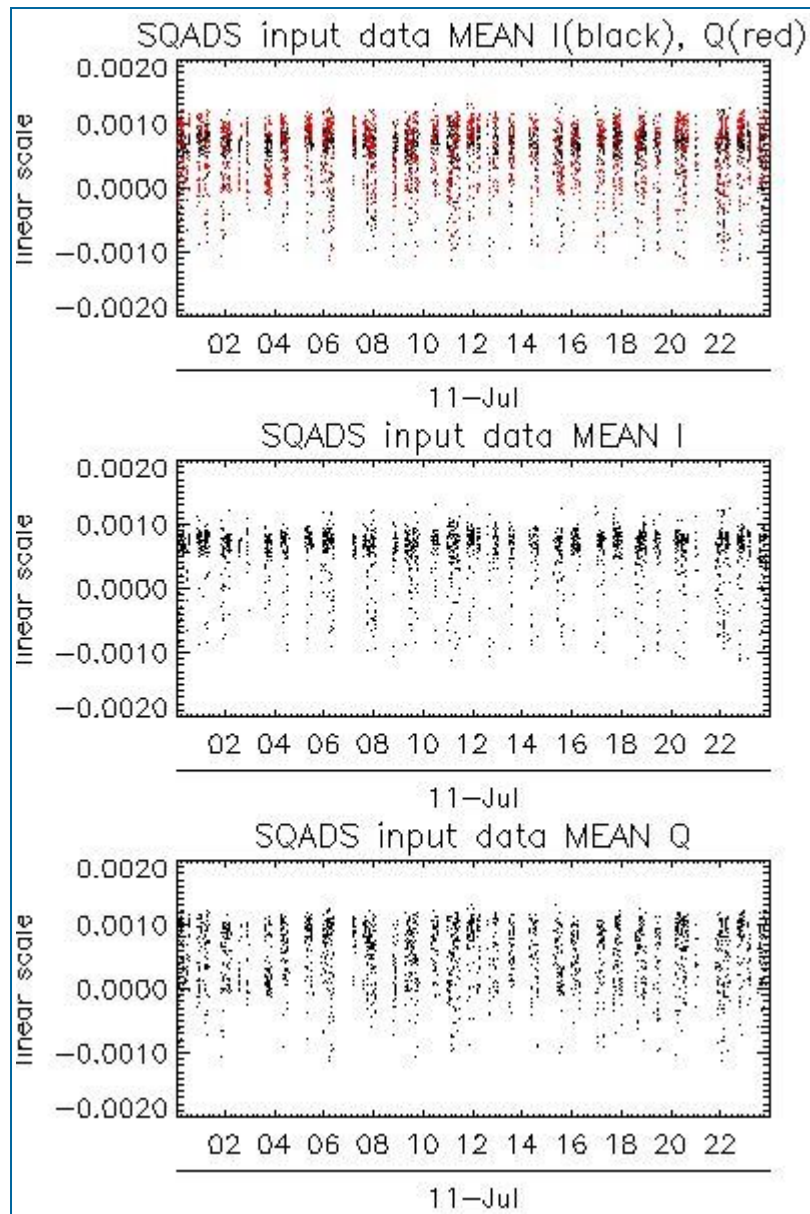 SQADS input data MEAN I(black), Q(red)
0.0020
0.0010
0.0000
−0.0010
−0.0020
linear scale
02 04 06 08 10 12 14 16 18 20 22
11−Jul
SQADS input data MEAN I
0.0020
0.0010
0.0000
−0.0010
−0.0020
linear scale
02 04 06 08 10 12 14 16 18 20 22
11−Jul
SQADS input data MEAN Q
0.0020
0.0010
0.0000
−0.0010
−0.0020
linear scale
02 04 06 08 10 12 14 16 18 20 22
11−Jul